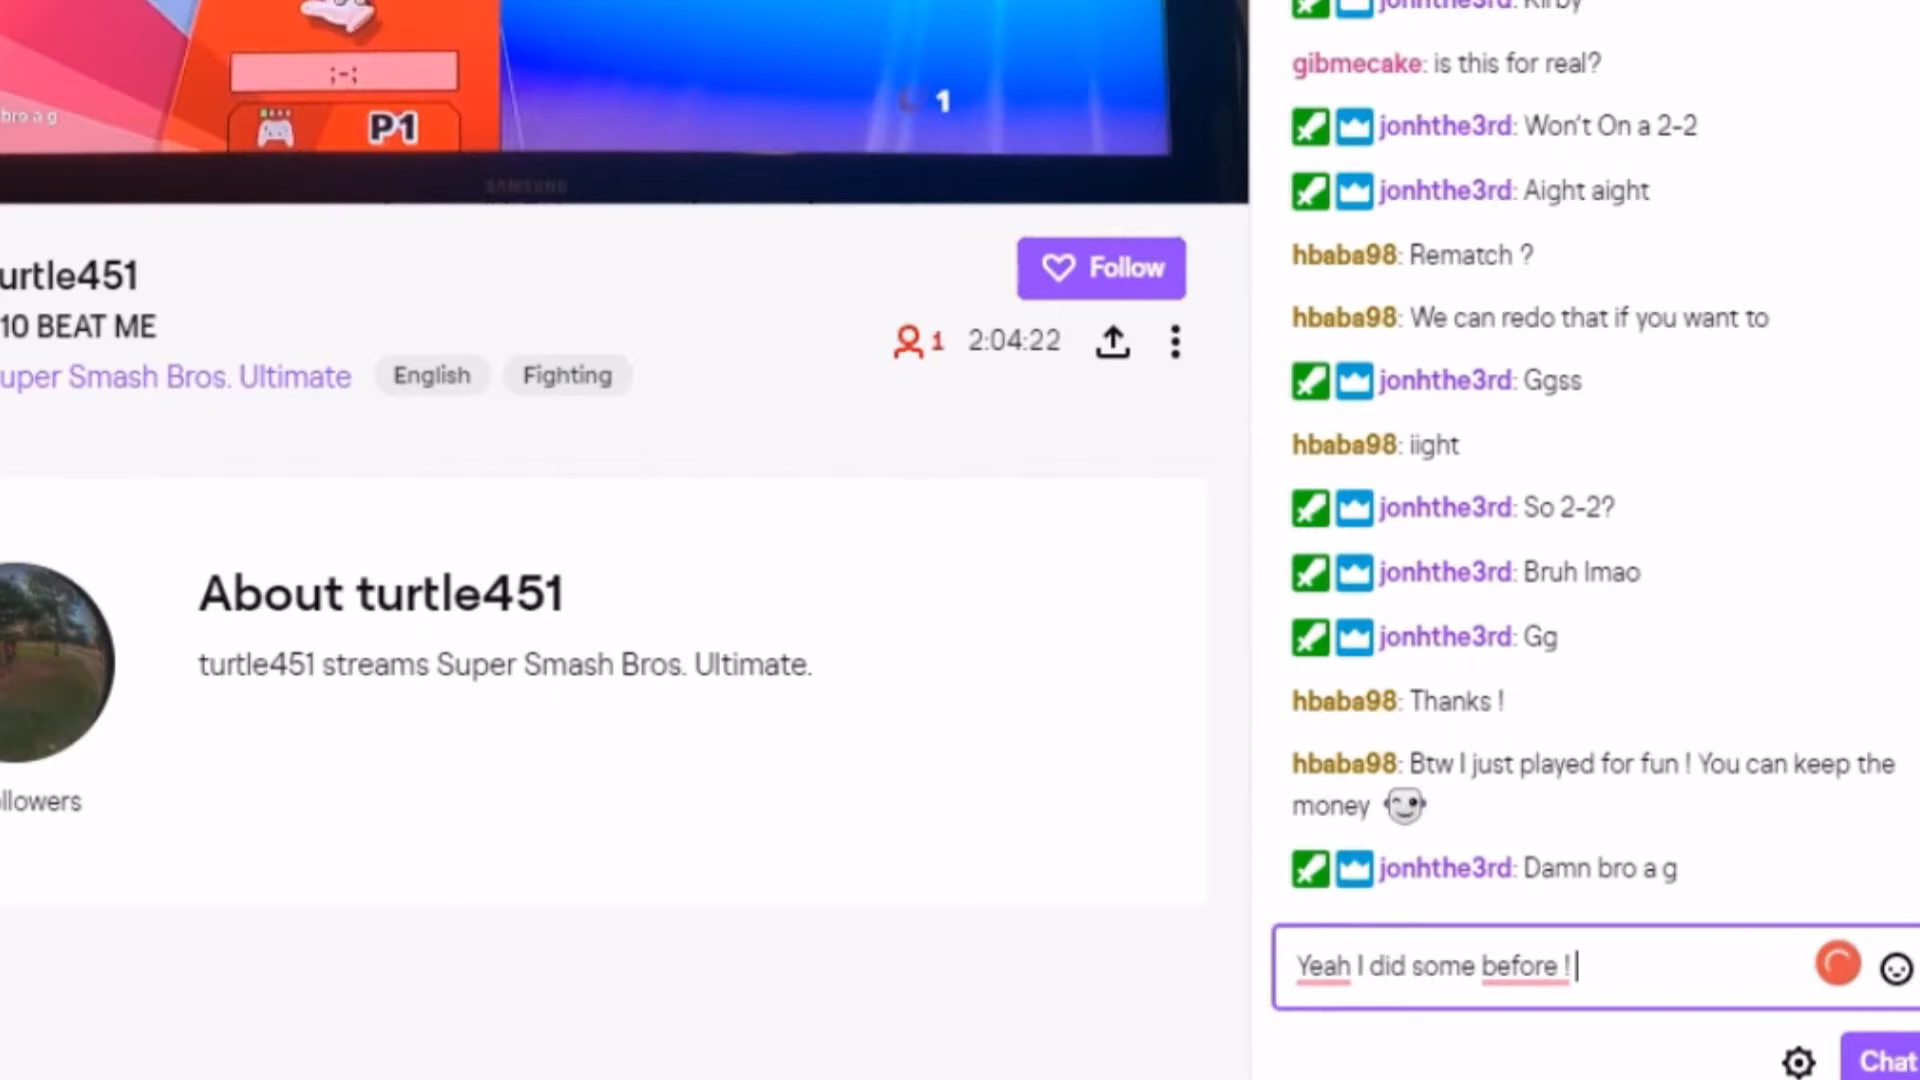 jonhthe3rd: Kirby
gibmecake: is this for real?
jonhthe3rd: Won't On a 2-2
jonhthe3rd: Aight aight
hbaba98: Rematch ?
hbaba98: We can redo that if you want to
jonhthe3rd: Ggss
hbaba98: iight
jonhthe3rd: So 2-2?
jonhthe3rd: Bruh lmao
jonhthe3rd: Gg
hbaba98: Thanks !
hbaba98: Btw I just played for fun ! You can keep the
money
jonhthe3rd: Damn bro a g
Yeah I did some before !
Chat
:-;
bro a g
P1
1
SAMSUNG
urtle451
10 BEAT ME
uper Smash Bros. Ultimate
English
Fighting
Follow
1
2:04:22
About turtle451
turtle451 streams Super Smash Bros. Ultimate.
llowers